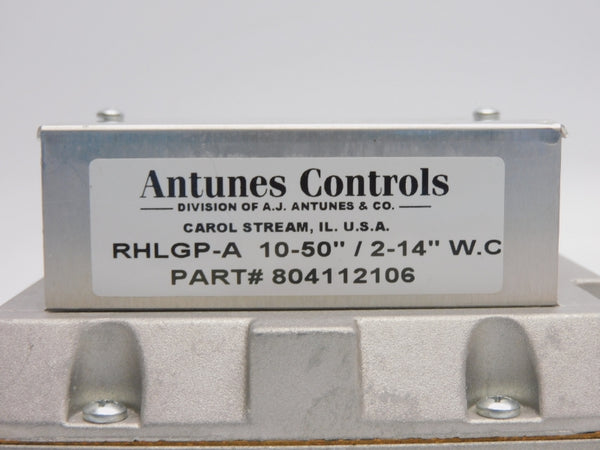 Antunes Controls
DIVISION OF A.J. ANTUNES & CO.
CAROL STREAM, IL. U.S.A.
RHLGP-A 10-50" / 2-14" W.C
PART# 804112106